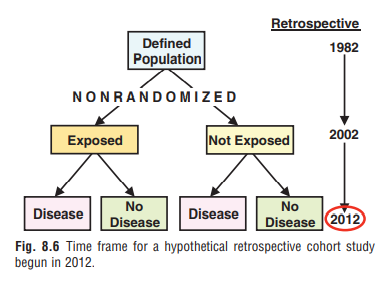 Retrospective
Defined
Population
1982
NONRANDOMIZED
Exposed
Not Exposed
2002
Disease
No
Disease
Disease
No
Disease
2012
Fig. 8.6 Time frame for a hypothetical retrospective cohort study
begun in 2012.